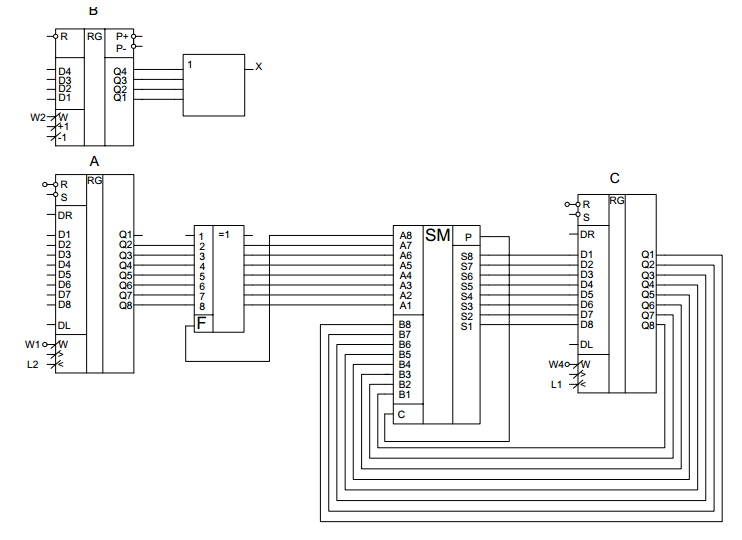 B
R RG P+
P-
D4 Q4
D3 Q3
D2 Q2
D1 Q1
W2 W
+1
-1
1 X
A
R RG
S
DR
D1 Q1
D2 Q2
D3 Q3
D4 Q4
D5 Q5
D6 Q6
D7 Q7
D8 Q8
DL
W1 W
>
L2 <
1 =1
2
3
4
5
6
7
8
F
A8 SM P
A7
A6 S8
A5 S7
A4 S6
A3 S5
A2 S4
A1 S3
S2
B8 S1
B7
B6
B5
B4
B3
B2
B1
C
C
R RG
S
DR
D1 Q1
D2 Q2
D3 Q3
D4 Q4
D5 Q5
D6 Q6
D7 Q7
D8 Q8
DL
W4 W
>
L1 <